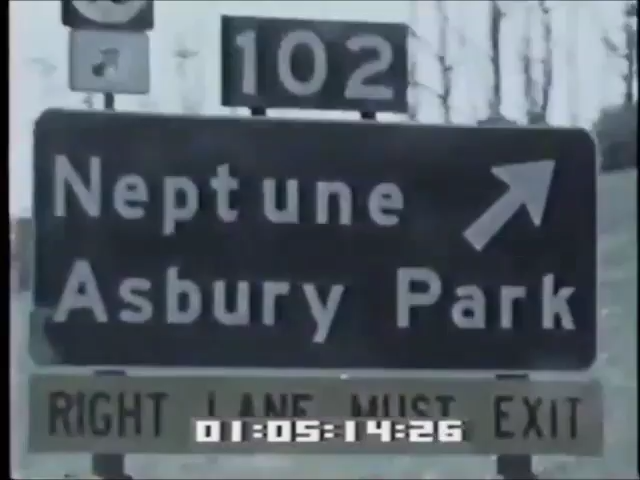 102
Neptune
Asbury Park
RIGHT LANE MUST EXIT
01:05:14:26